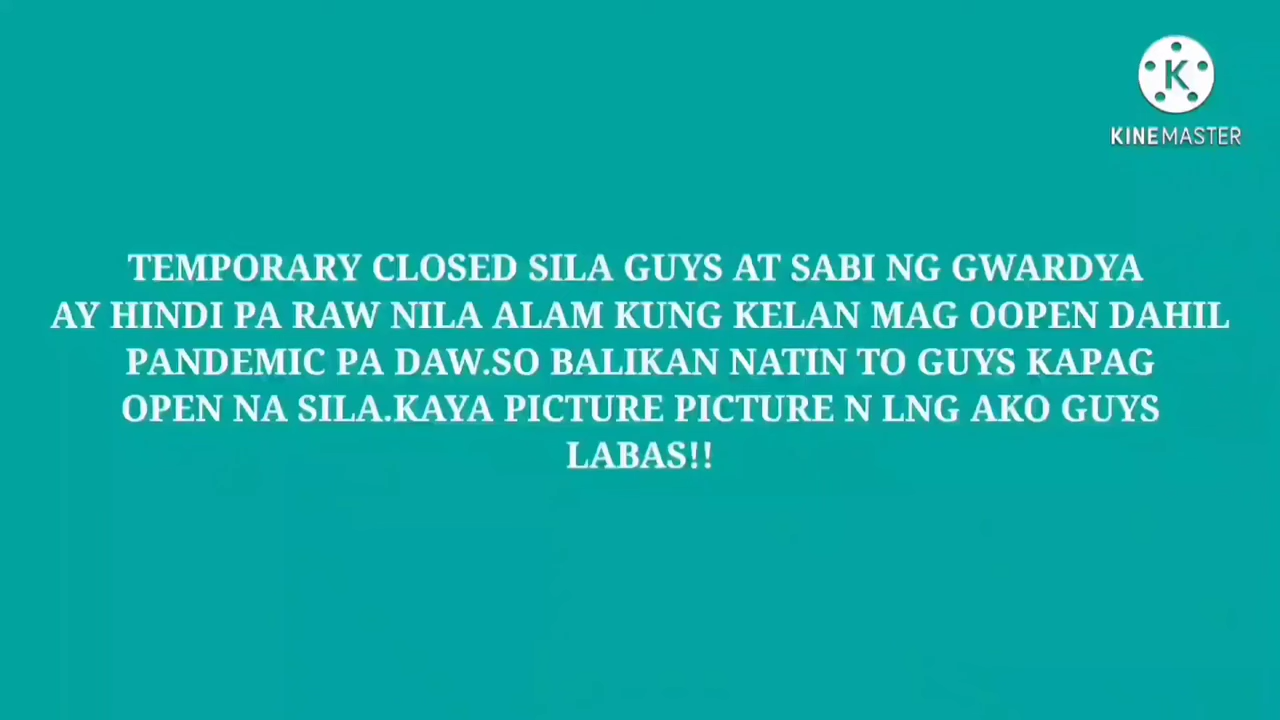 KINEMASTER
TEMPORARY CLOSED SILA GUYS AT SABI NG GWARDYA
AY HINDI PA RAW NILA ALAM KUNG KELAN MAG OOPEN DAHIL
PANDEMIC PA DAW.SO BALIKAN NATIN TO GUYS KAPAG
OPEN NA SILA.KAYA PICTURE PICTURE N LNG AKO GUYS
LABAS!!